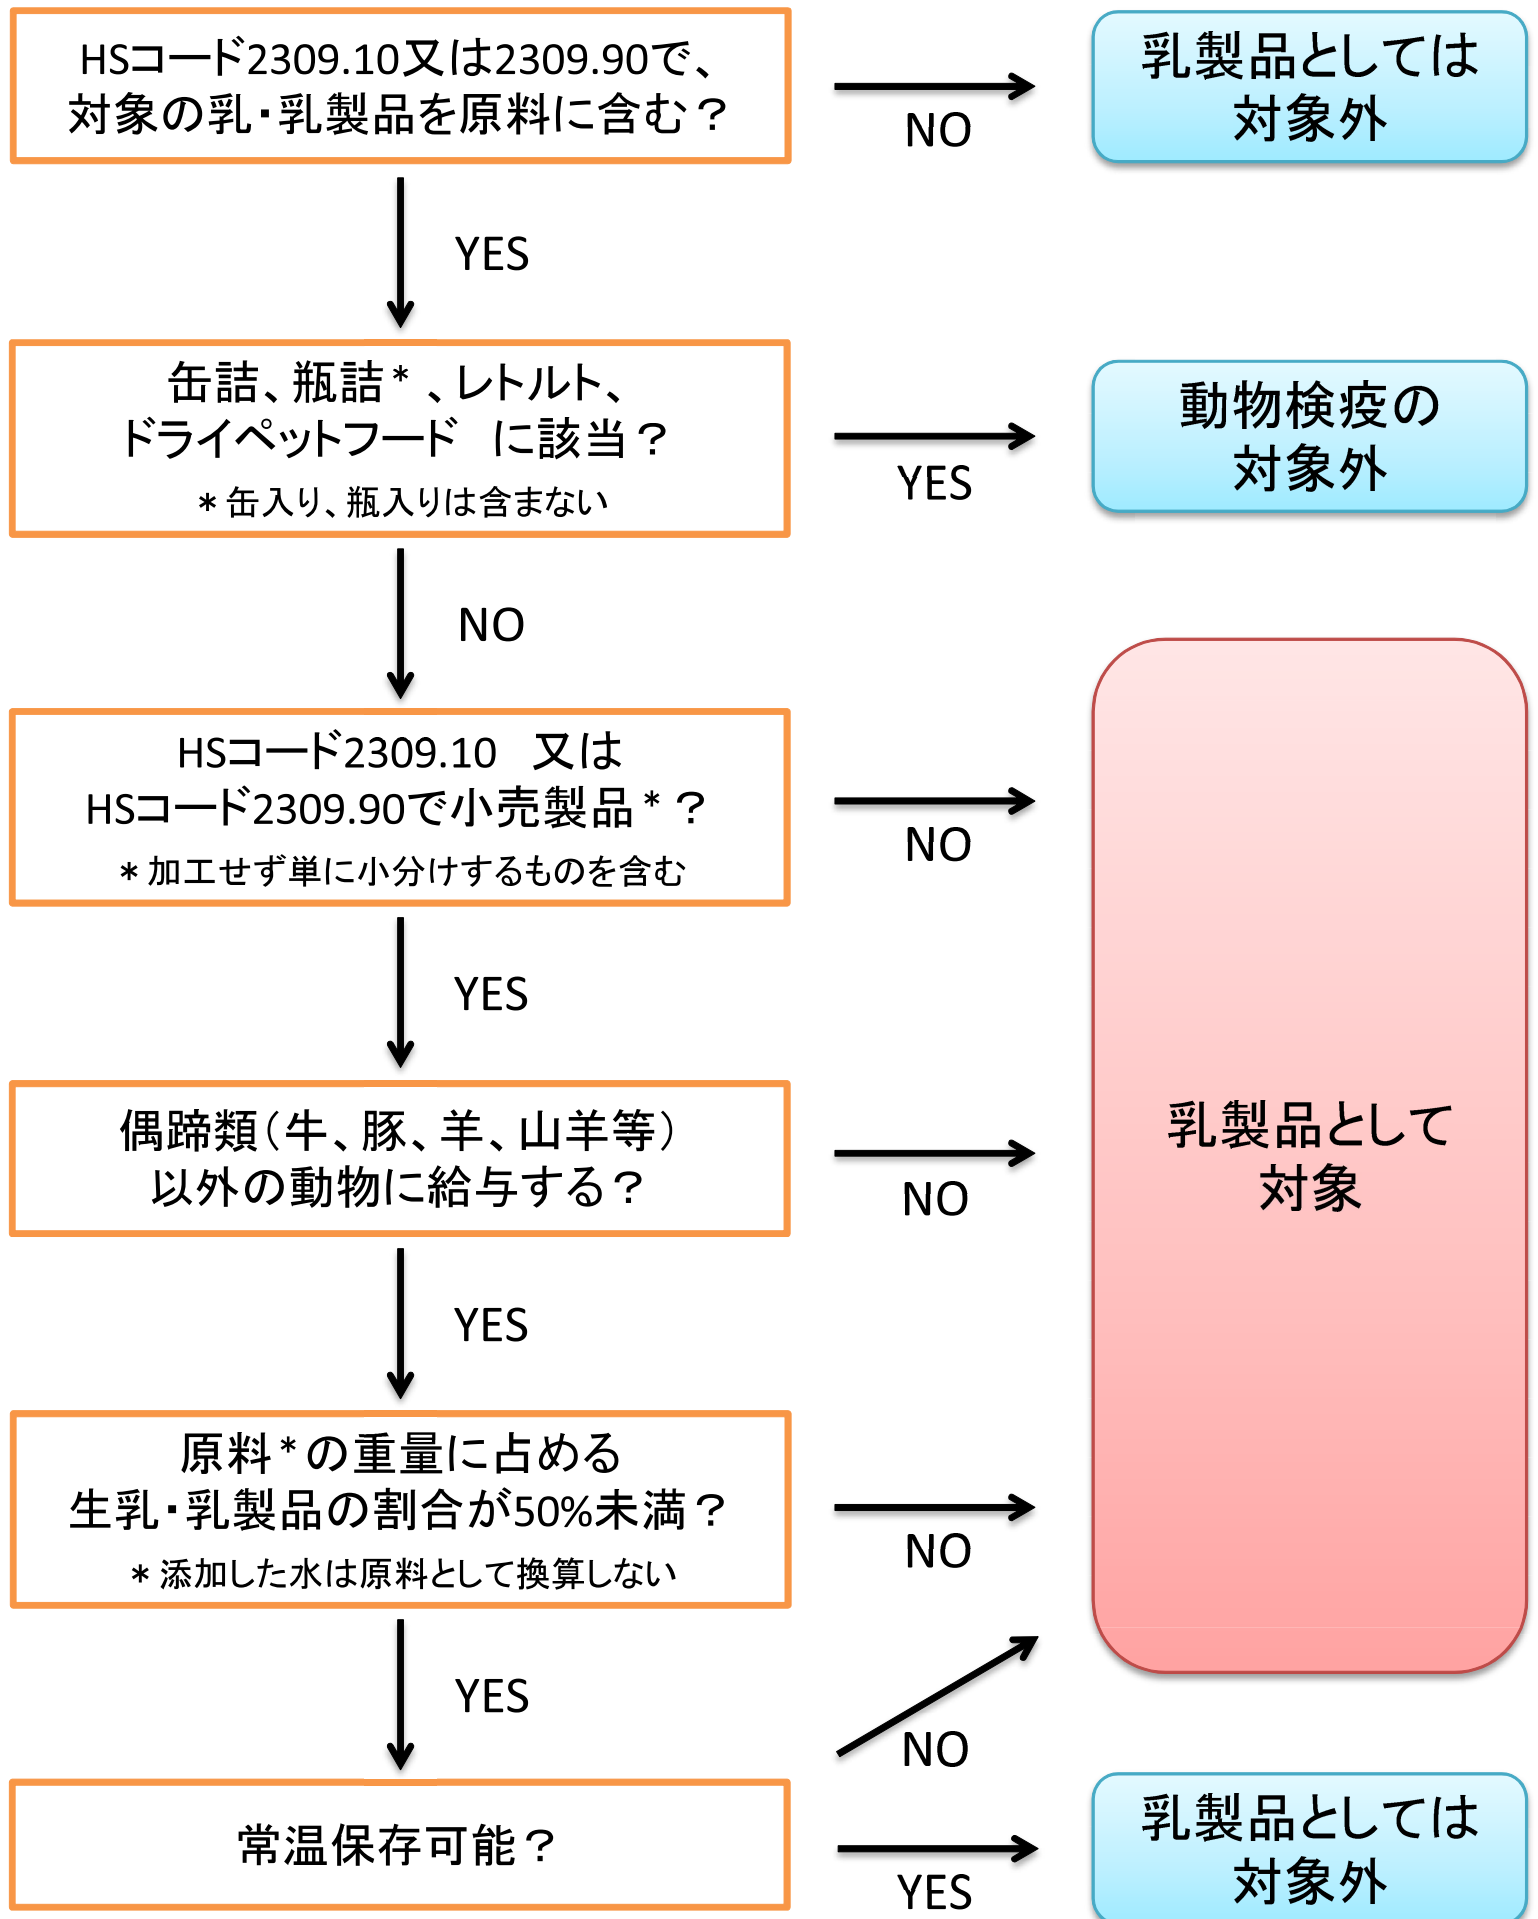 HSコード2309.10又は2309.90で、
対象の乳・乳製品を原料に含む？
NO
乳製品としては
対象外
YES
缶詰、瓶詰*、レトルト、
ドライペットフード　に該当？
*缶入り、瓶入りは含まない
YES
動物検疫の
対象外
NO
HSコード2309.10　又は
HSコード2309.90で小売製品*？
*加工せず単に小分けするものを含む
NO
YES
偶蹄類（牛、豚、羊、山羊等）
以外の動物に給与する？
NO
乳製品として
対象
YES
原料*の重量に占める
生乳・乳製品の割合が50%未満？
*添加した水は原料として換算しない
NO
YES
NO
常温保存可能？
YES
乳製品としては
対象外